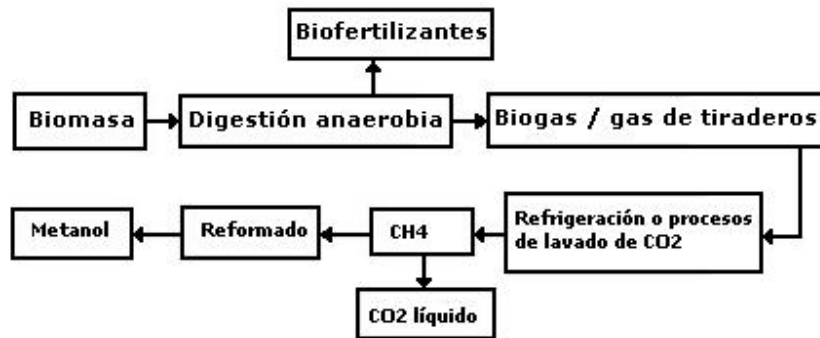 Biofertilizantes
Biomasa
Digestión anaerobia
Biogas / gas de tiraderos
Metanol
Reformado
CH4
Refrigeración o procesos
de lavado de CO2
CO2 líquido